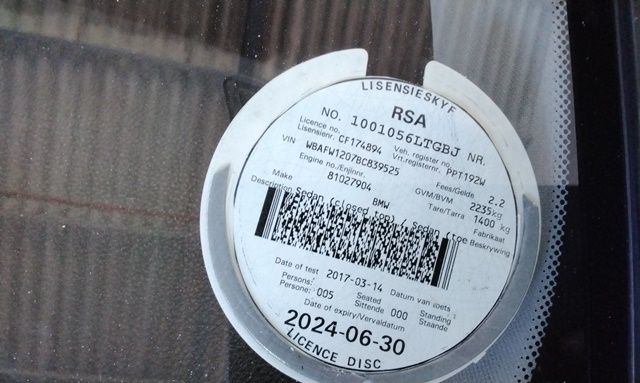 LISENSIESKYF
RSA
NO. 1001056LTGBJ NR.
Licence no. Veh. register no.
Lisensienr. CF174894 Vrt.registernr. PPT192W
VIN WBAFW1207BC839525 Fees/Gelde 2.2
Engine no./Enjinnr. GVM/BVM 2235kg
81027904 Tare/Tarra 1400 kg
Make BMW Fabrikaat
Description Sedan (closed top) / Sedan (toe Beskrywing
Date of test 2017-03-14 Datum van toets
Persons: Seated Standing
Persone: 005 Sittende 000 Staande
Date of expiry/Vervaldatum
2024-06-30
LICENCE DISC